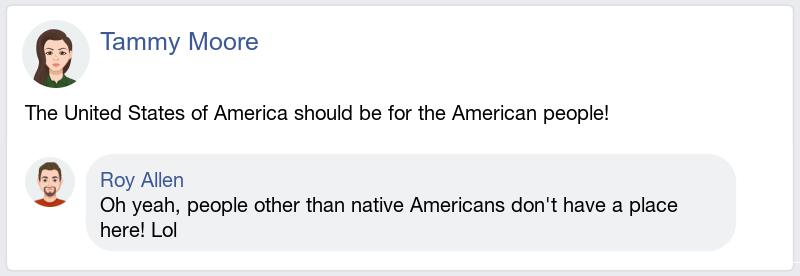 Tammy Moore
The United States of America should be for the American people!
Roy Allen
Oh yeah, people other than native Americans don't have a place
here! Lol